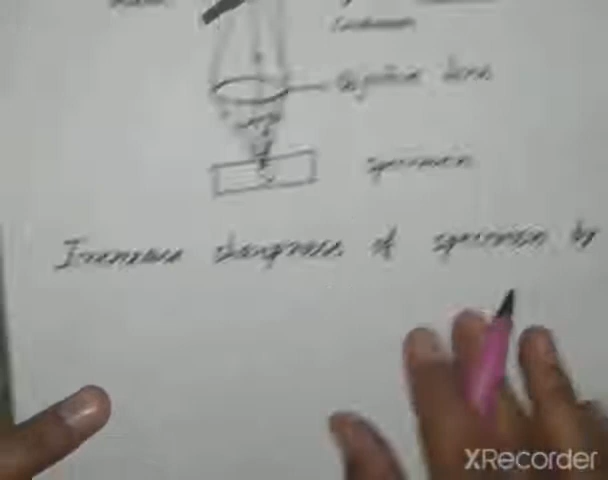 Objective lens
specimen
Increase sharpness of specimen by
XRecorder